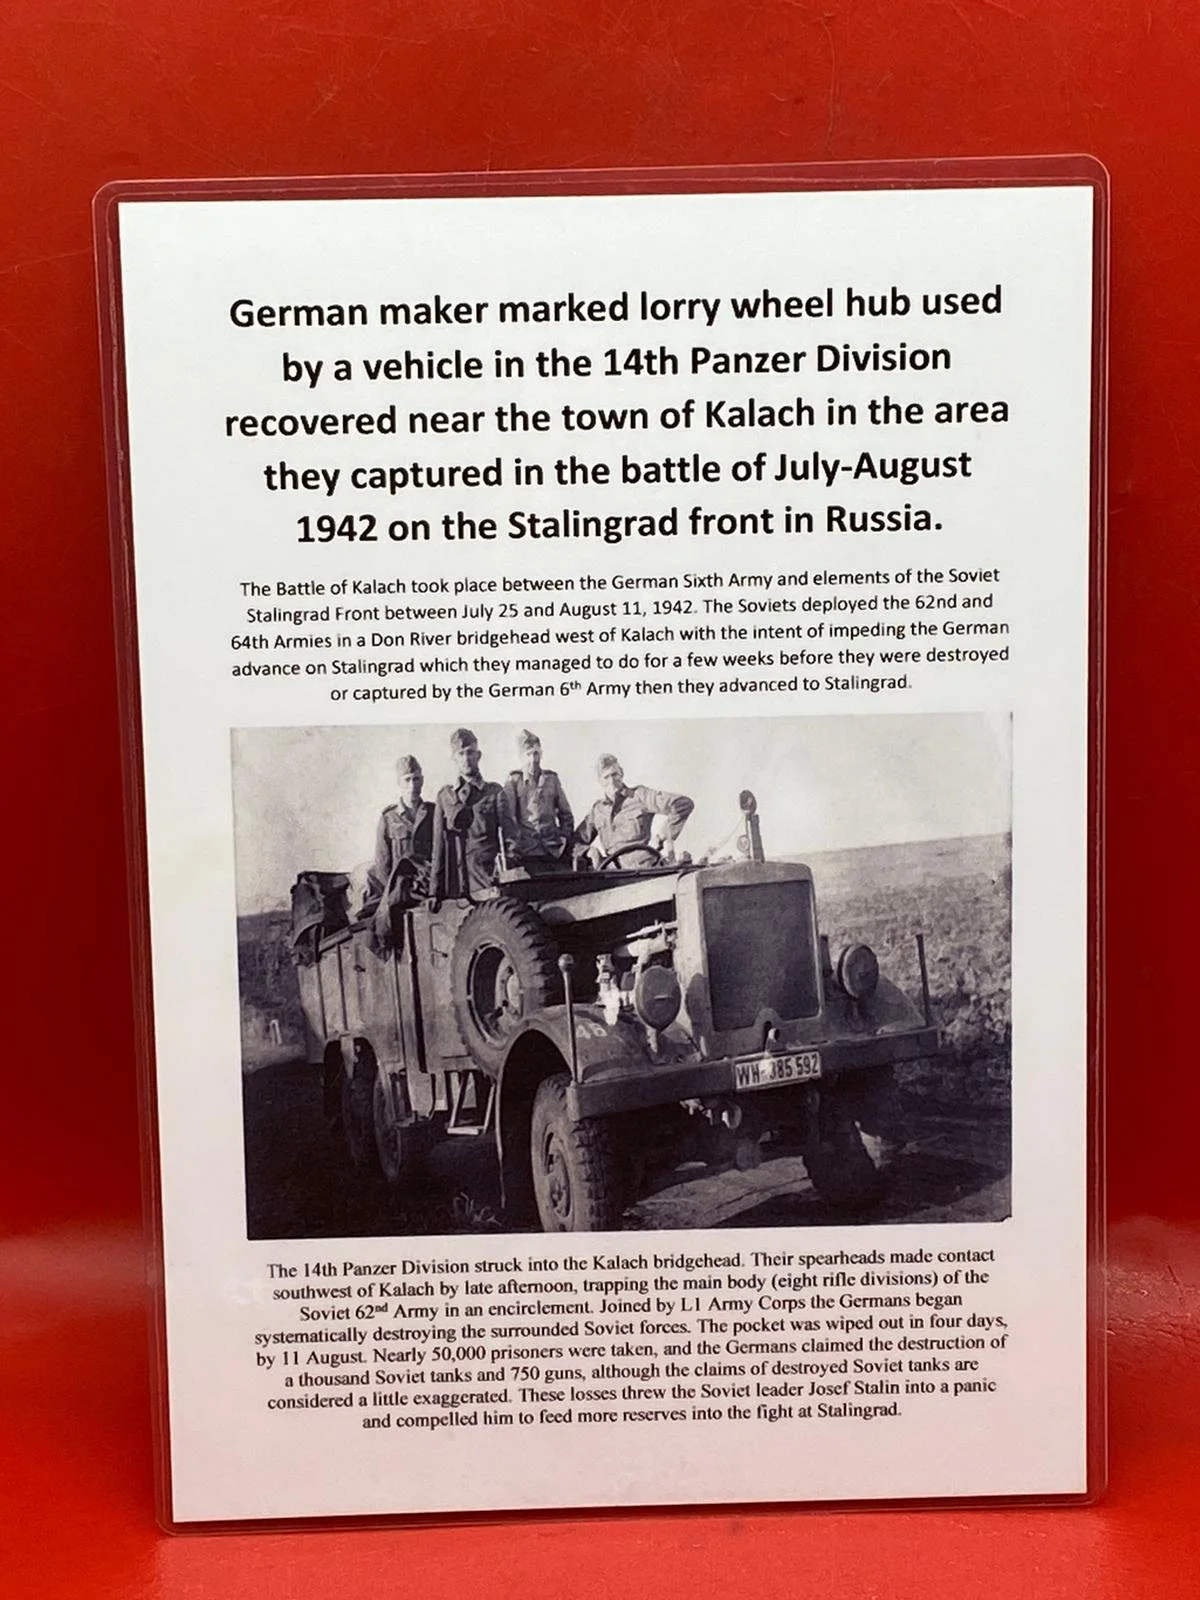 German maker marked lorry wheel hub used
by a vehicle in the 14th Panzer Division
recovered near the town of Kalach in the area
they captured in the battle of July-August
1942 on the Stalingrad front in Russia.
The Battle of Kalach took place between the German Sixth Army and elements of the Soviet
Stalingrad Front between July 25 and August 11, 1942. The Soviets deployed the 62nd and
64th Armies in a Don River bridgehead west of Kalach with the intent of impeding the German
advance on Stalingrad which they managed to do for a few weeks before they were destroyed
or captured by the German 6th Army then they advanced to Stalingrad.
48
WH-385 592
The 14th Panzer Division struck into the Kalach bridgehead. Their spearheads made contact
southwest of Kalach by late afternoon, trapping the main body (eight rifle divisions) of the
Soviet 62nd Army in an encirclement. Joined by L1 Army Corps the Germans began
systematically destroying the surrounded Soviet forces. The pocket was wiped out in four days,
by 11 August. Nearly 50,000 prisoners were taken, and the Germans claimed the destruction of
a thousand Soviet tanks and 750 guns, although the claims of destroyed Soviet tanks are
considered a little exaggerated. These losses threw the Soviet leader Josef Stalin into a panic
and compelled him to feed more reserves into the fight at Stalingrad.